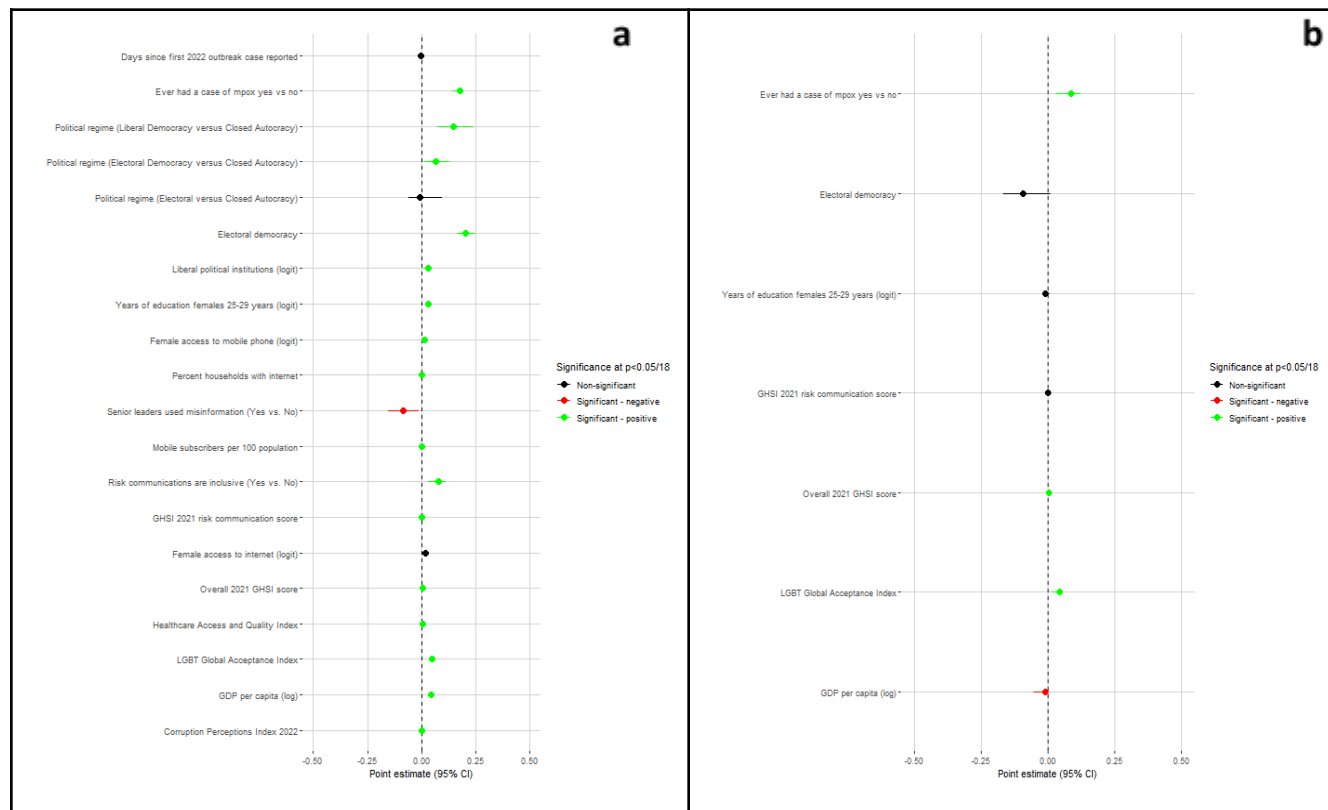 a
Days since first 2022 outbreak case reported
Ever had a case of mpox yes vs no
Political regime (Liberal Democracy versus Closed Autocracy)
Political regime (Electoral Democracy versus Closed Autocracy)
Political regime (Electoral versus Closed Autocracy)
Electoral democracy
Liberal political institutions (logit)
Years of education females 25-29 years (logit)
Female access to mobile phone (logit)
Percent households with internet
Senior leaders used misinformation (Yes vs. No)
Mobile subscribers per 100 population
Risk communications are inclusive (Yes vs. No)
GHSI 2021 risk communication score
Female access to internet (logit)
Overall 2021 GHSI score
Healthcare Access and Quality Index
LGBT Global Acceptance Index
GDP per capita (log)
Corruption Perceptions Index 2022
-0.50 -0.25 0.00 0.25 0.50
Point estimate (95% CI)
Significance at p<0.05/18
Non-significant
Significant - negative
Significant - positive
b
Ever had a case of mpox yes vs no
Electoral democracy
Years of education females 25-29 years (logit)
GHSI 2021 risk communication score
Overall 2021 GHSI score
LGBT Global Acceptance Index
GDP per capita (log)
-0.50 -0.25 0.00 0.25 0.50
Point estimate (95% CI)
Significance at p<0.05/18
Non-significant
Significant - negative
Significant - positive